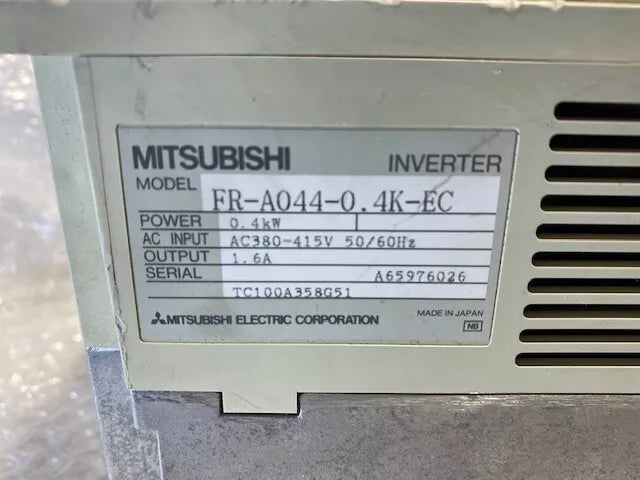 MITSUBISHI INVERTER
MODEL FR-A044-0.4K-EC
POWER 0.4kW
AC INPUT AC380-415V 50/60Hz
OUTPUT 1.6A
SERIAL A65976026
TC100A358G51
MITSUBISHI ELECTRIC CORPORATION MADE IN JAPAN
NB